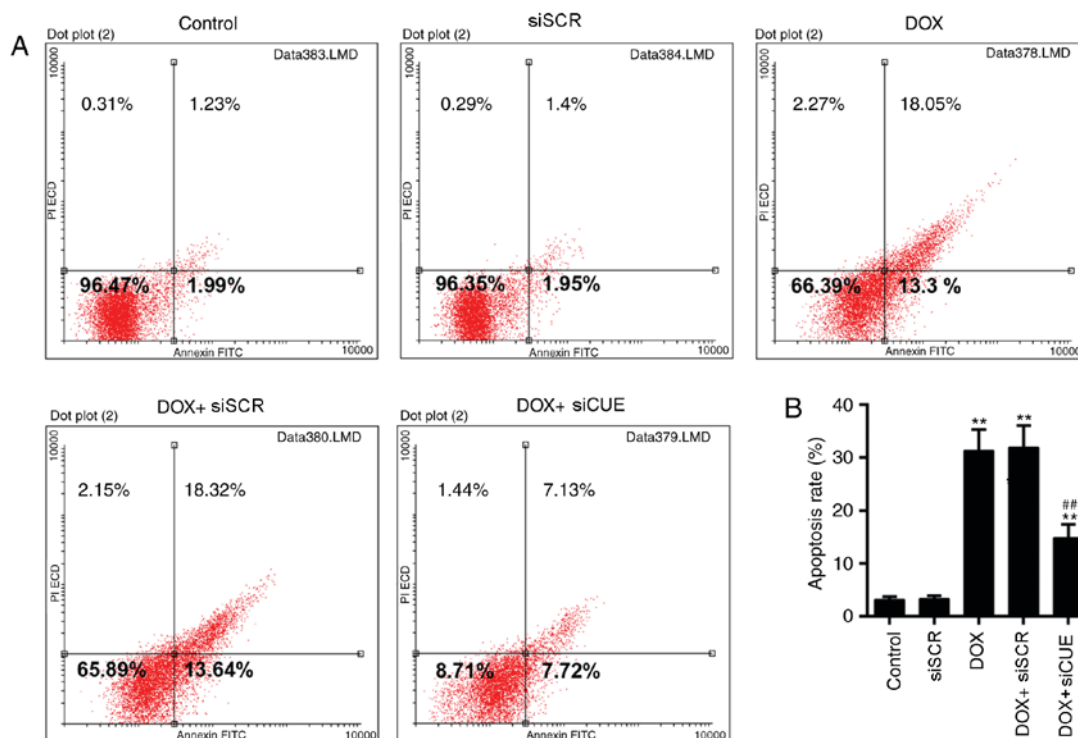 A
Control
Dot plot (2)
Data383.LMD
10000
0.31%
1.23%
PI ECD
96.47%
1.99%
Annexin FITC
10000
siSCR
Dot plot (2)
Data384.LMD
10000
0.29%
1.4%
PI ECD
96.35%
1.95%
Annexin FITC
10000
DOX
Dot plot (2)
Data378.LMD
10000
2.27%
18.05%
PI ECD
66.39%
13.3 %
Annexin FITC
10000
DOX+ siSCR
Dot plot (2)
Data380.LMD
10000
2.15%
18.32%
PI ECD
65.89%
13.64%
Annexin FITC
10000
DOX+ siCUE
Dot plot (2)
Data379.LMD
10000
1.44%
7.13%
PI ECD
8.71%
7.72%
Annexin FITC
10000
B
Apoptosis rate (%)
40
30
20
10
0
**
**
##
**
Control
siSCR
DOX
DOX+ siSCR
DOX+siCUE